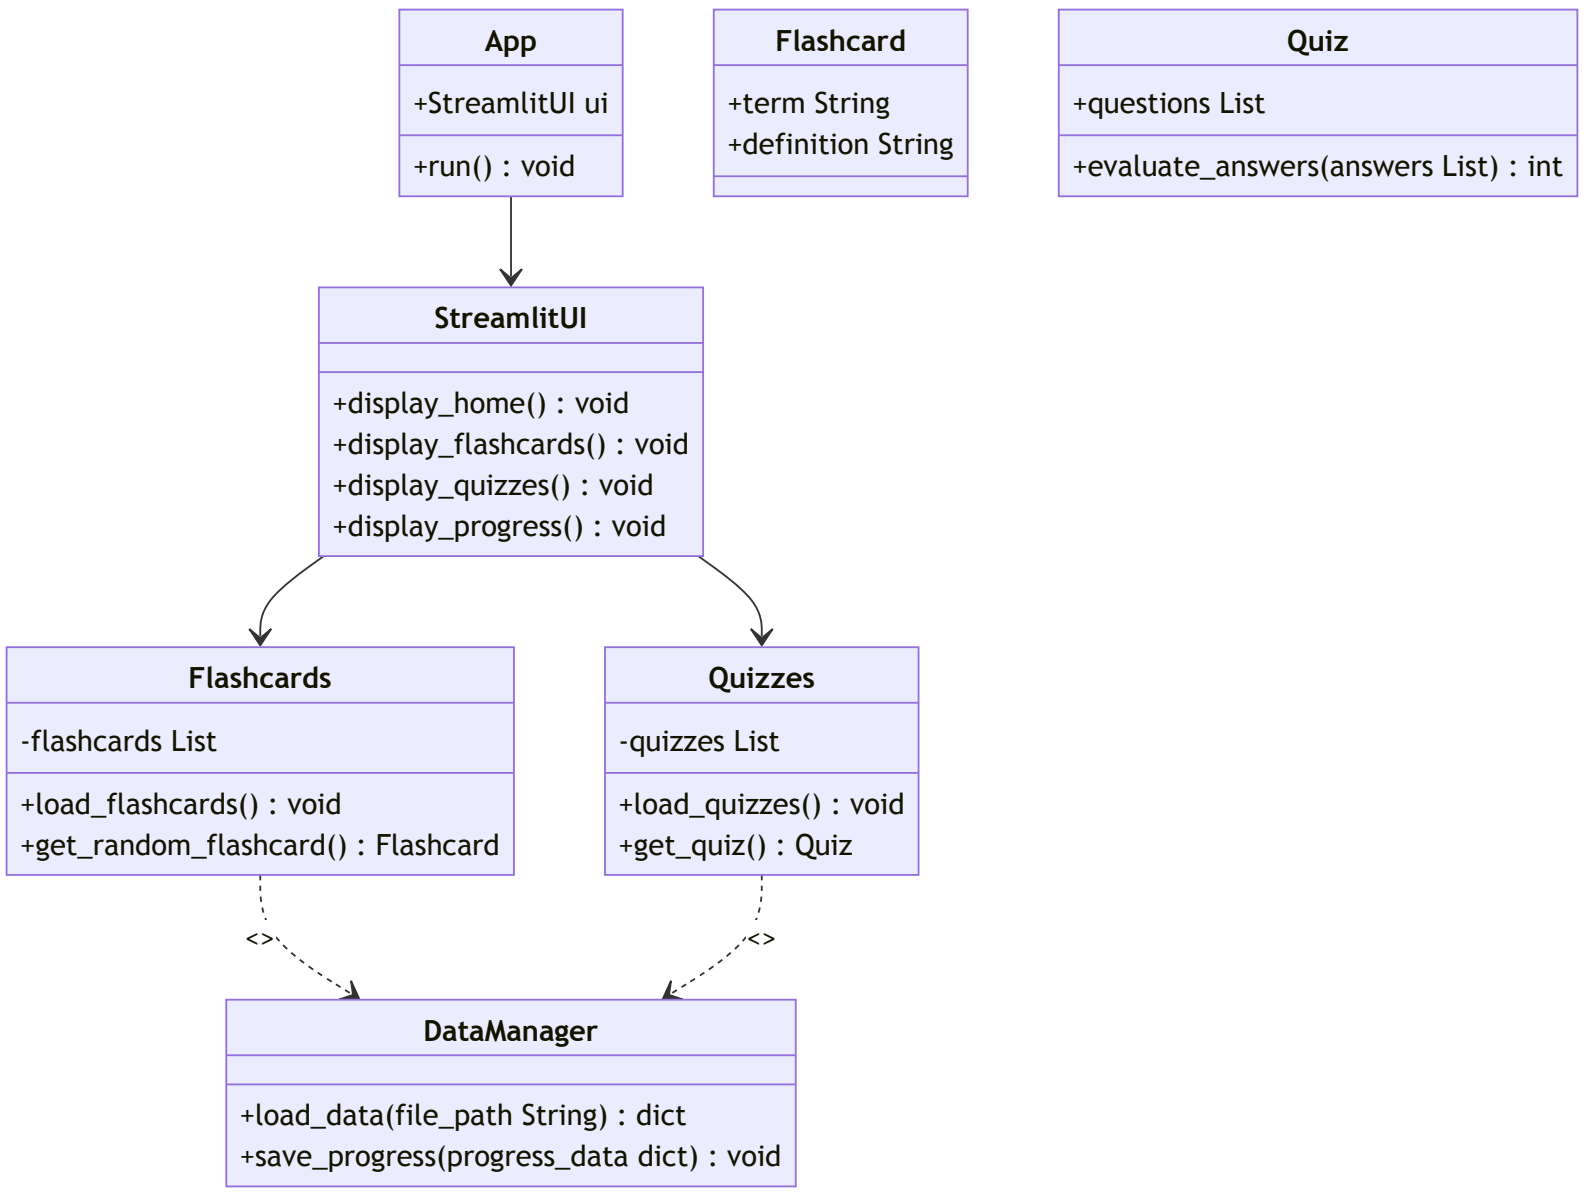 App
+StreamlitUI ui
+run() : void
Flashcard
+term String
+definition String
Quiz
+questions List
+evaluate_answers(answers List) : int
StreamlitUI
+display_home() : void
+display_flashcards() : void
+display_quizzes() : void
+display_progress() : void
Flashcards
-flashcards List
+load_flashcards() : void
+get_random_flashcard() : Flashcard
Quizzes
-quizzes List
+load_quizzes() : void
+get_quiz() : Quiz
<>
<>
DataManager
+load_data(file_path String) : dict
+save_progress(progress_data dict) : void